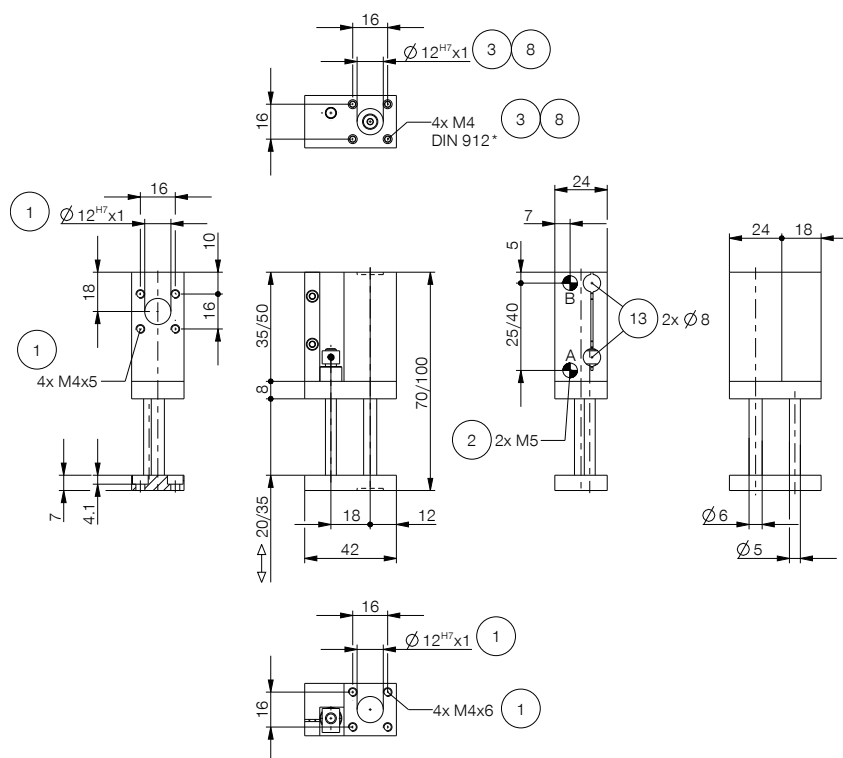 16
Ø 12H7x1 3 8
16
4x M4 3 8
DIN 912*
16
1 Ø 12H7x1
10
18
16
1
4x M4x5
7
4.1
35/50
8
20/35
70/100
18 12
42
24
7
5
25/40
B
A
13 2x Ø 8
2 2x M5
24 18
Ø 6
Ø 5
16
Ø 12H7x1 1
16
4x M4x6 1